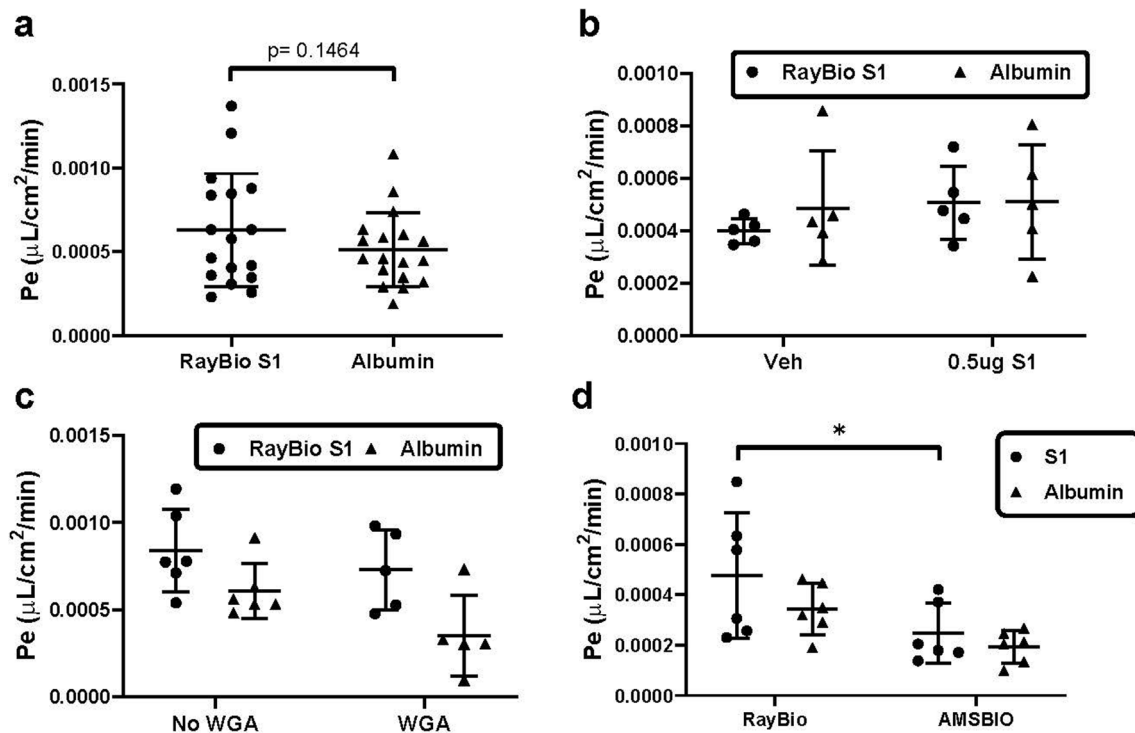 a
p= 0.1464
Pe (µL/cm²/min)
0.0015
0.0010
0.0005
0.0000
RayBio S1 Albumin
b
RayBio S1 Albumin
Pe (µL/cm²/min)
0.0010
0.0008
0.0006
0.0004
0.0002
0.0000
Veh 0.5ug S1
c
RayBio S1 Albumin
Pe (µL/cm²/min)
0.0015
0.0010
0.0005
0.0000
No WGA WGA
d
*
S1
Albumin
Pe (µL/cm²/min)
0.0010
0.0008
0.0006
0.0004
0.0002
0.0000
RayBio AMSBIO